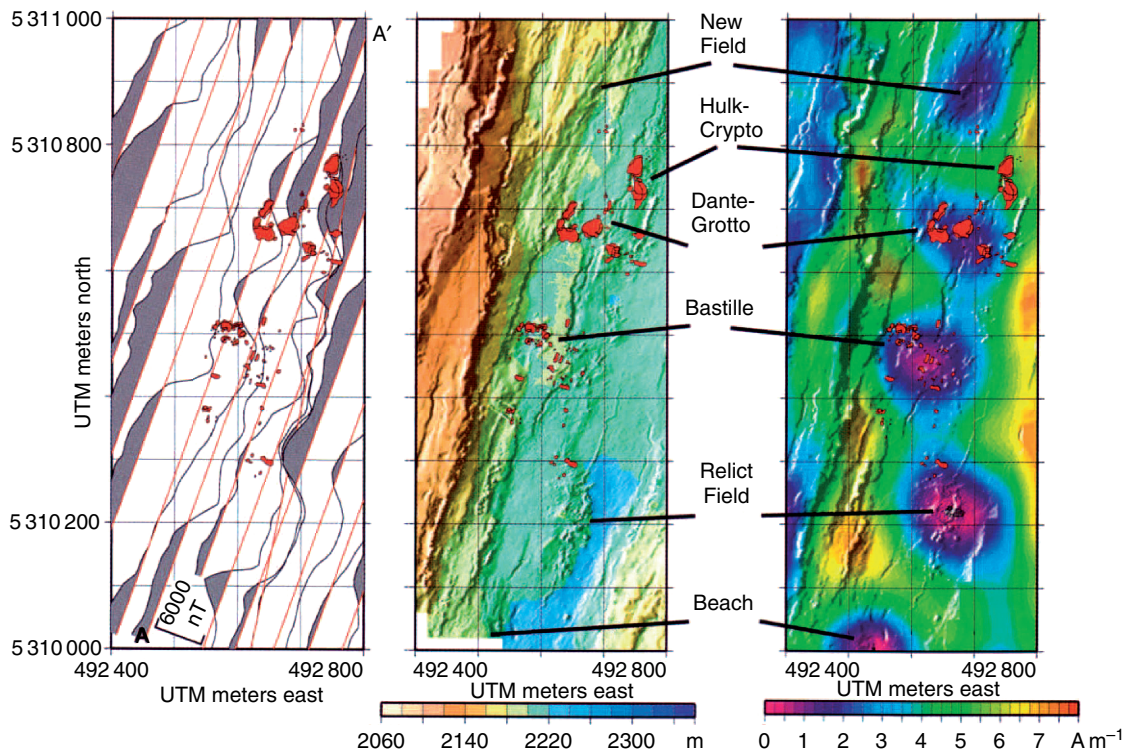 5 311 000
5 310 800
5 310 200
5 310 000
UTM meters north
A′
A
6000
nT
492 400
492 800
UTM meters east
New
Field
Hulk-
Crypto
Dante-
Grotto
Bastille
Relict
Field
Beach
492 400
492 800
UTM meters east
2060
2140
2220
2300
m
492 400
492 800
UTM meters east
0 1 2 3 4 5 6 7 A m⁻¹